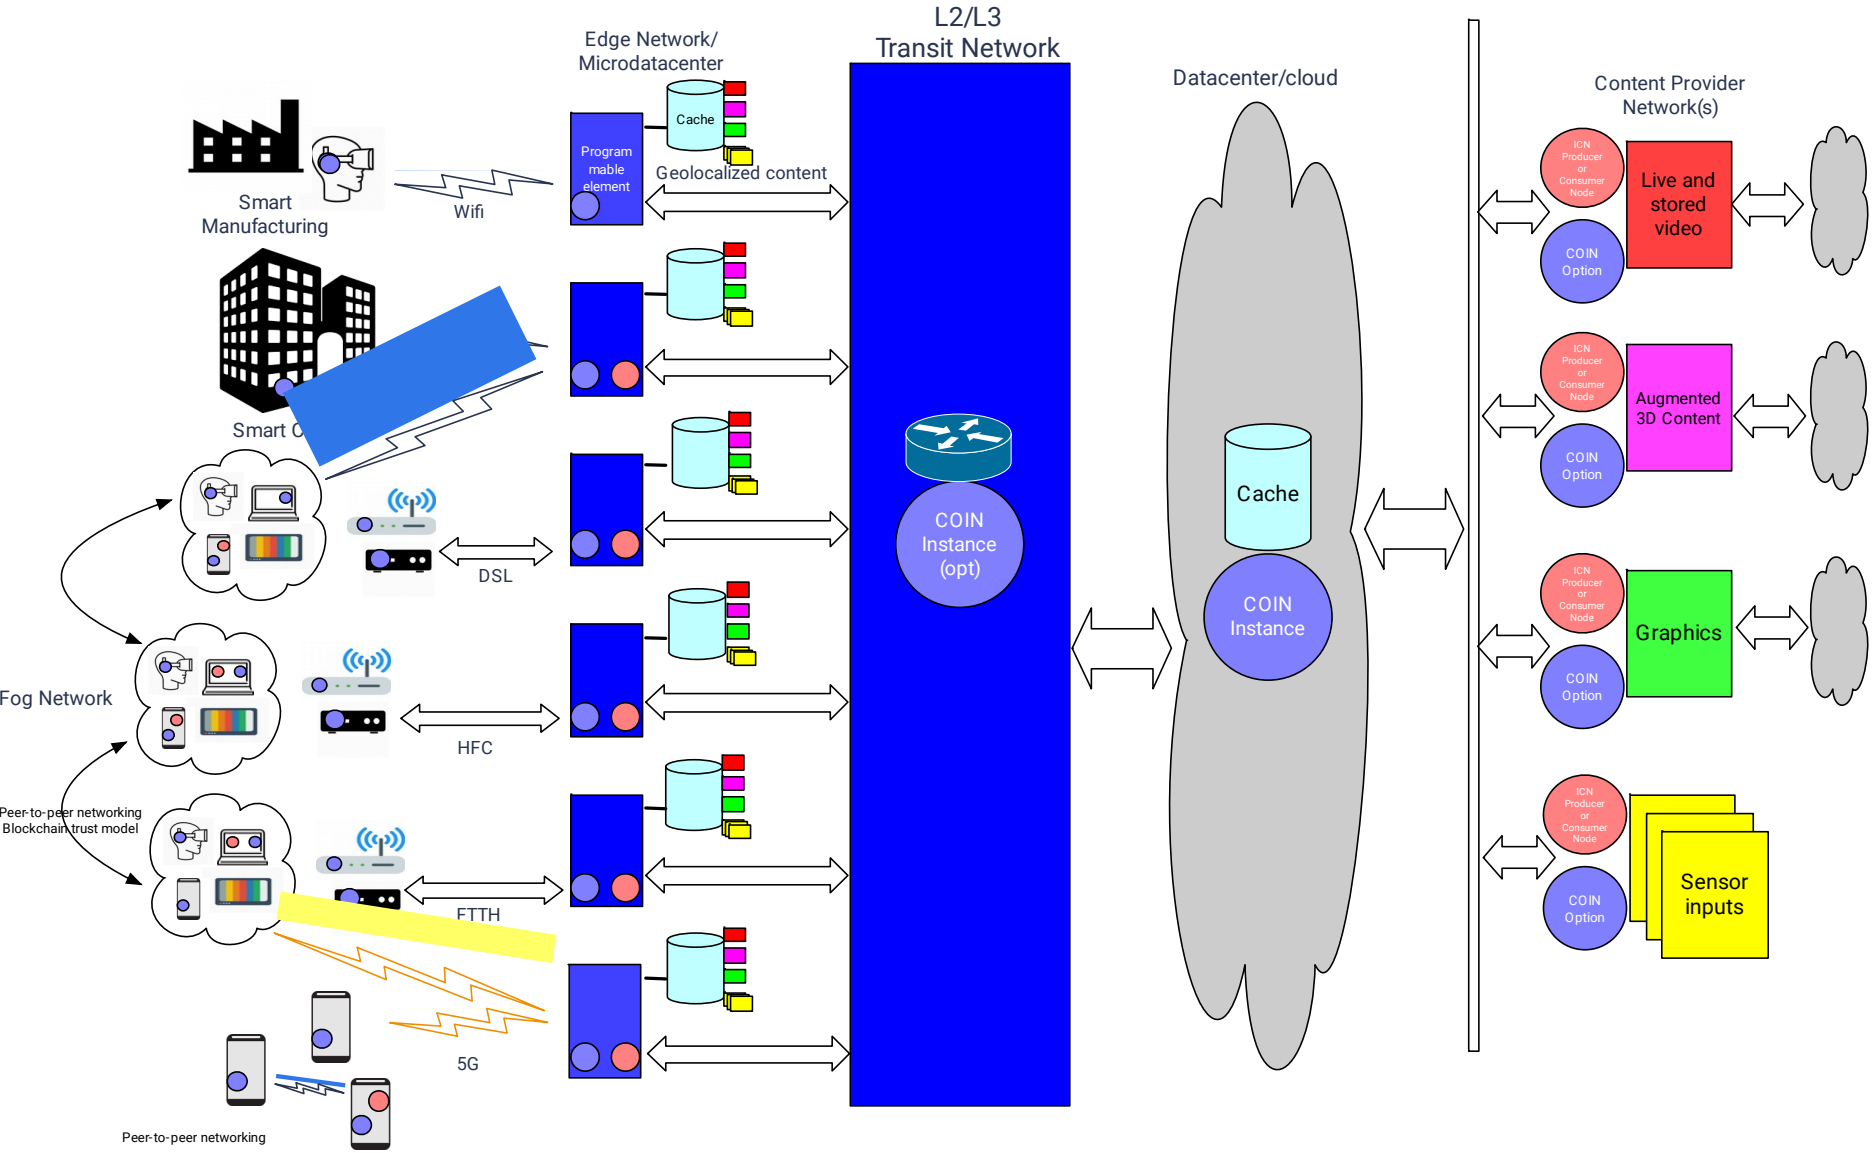 L2/L3
Transit Network
Edge Network/
Microdatacenter
Datacenter/cloud
Content Provider
Network(s)
Cache
Program
mable
element
Geolocalized content
Wifi
Smart
Manufacturing
ICN
Producer
or
Consumer
Node
Live and
stored
video
COIN
Option
ICN
Producer
or
Consumer
Node
Augmented
3D Content
COIN
Option
Smart C
Cache
COIN
Instance
(opt)
DSL
COIN
Instance
ICN
Producer
or
Consumer
Node
Graphics
COIN
Option
Fog Network
HFC
Peer-to-peer networking
Blockchain trust model
ICN
Producer
or
Consumer
Node
COIN
Option
Sensor
inputs
FTTH
5G
Peer-to-peer networking